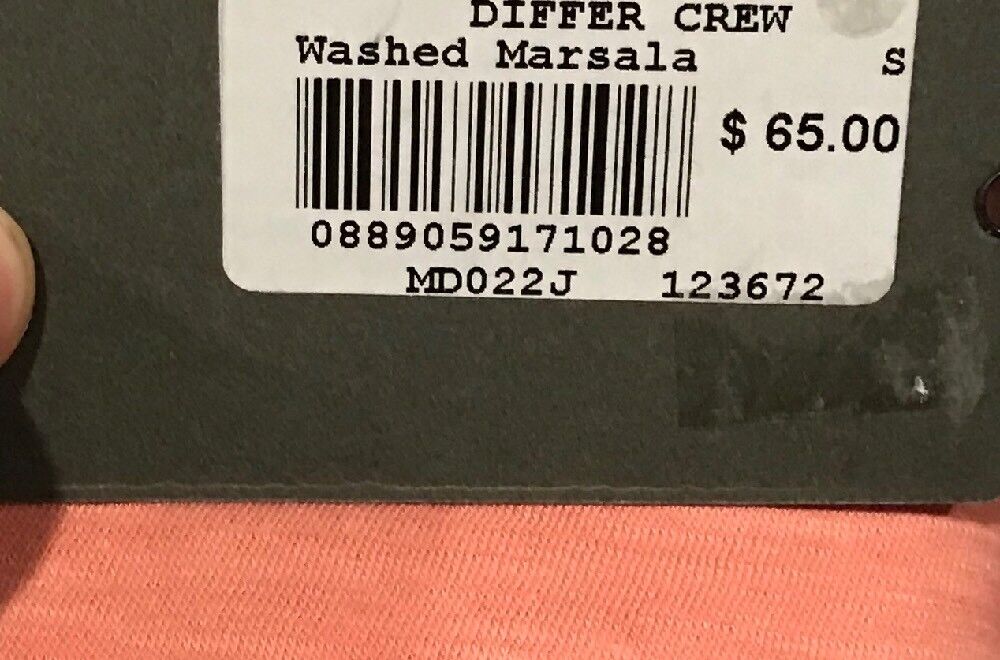 DIFFER CREW
Washed Marsala S
$ 65.00
0889059171028
MD022J 123672